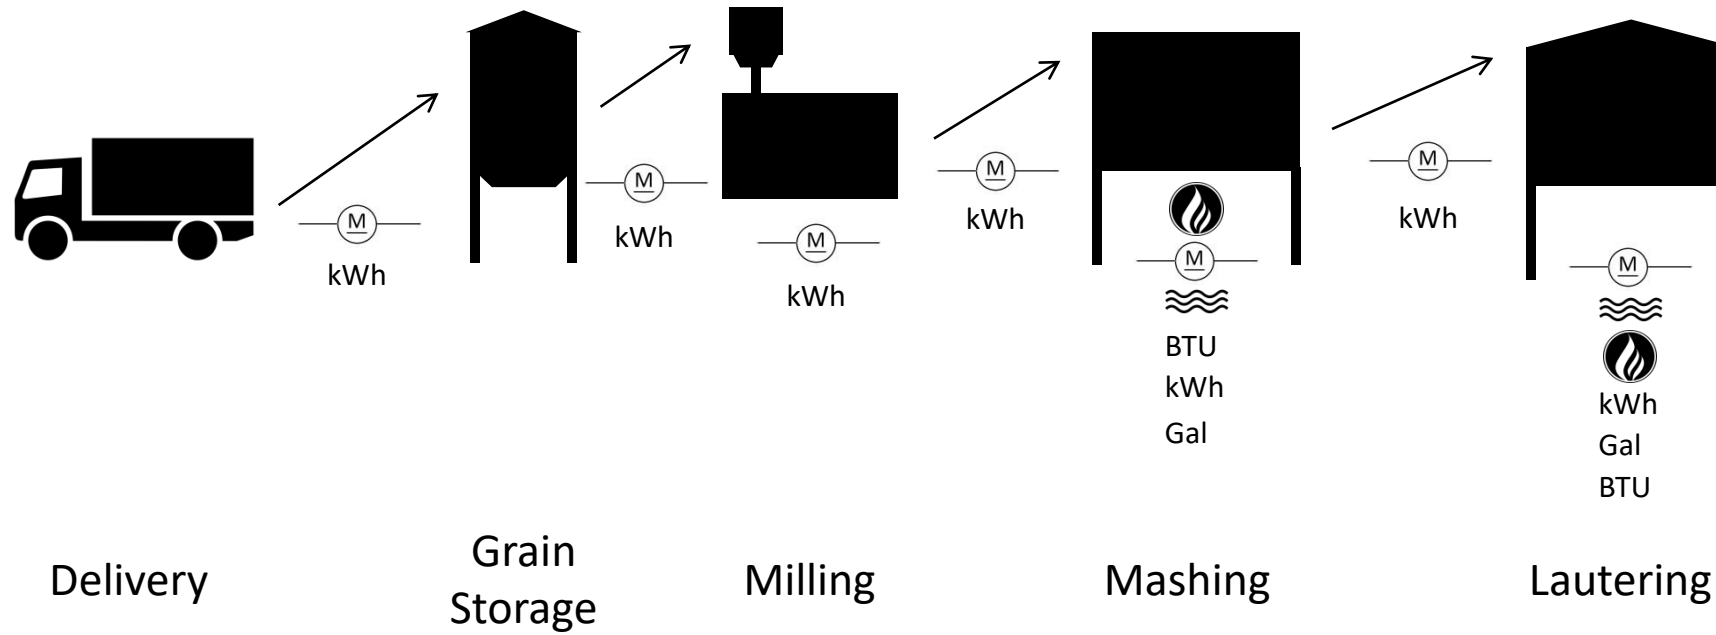 M
kWh
M
kWh
M
kWh
M
kWh
M
BTU
kWh
Gal
M
kWh
M
kWh
Gal
BTU
Delivery
Grain
Storage
Milling
Mashing
Lautering